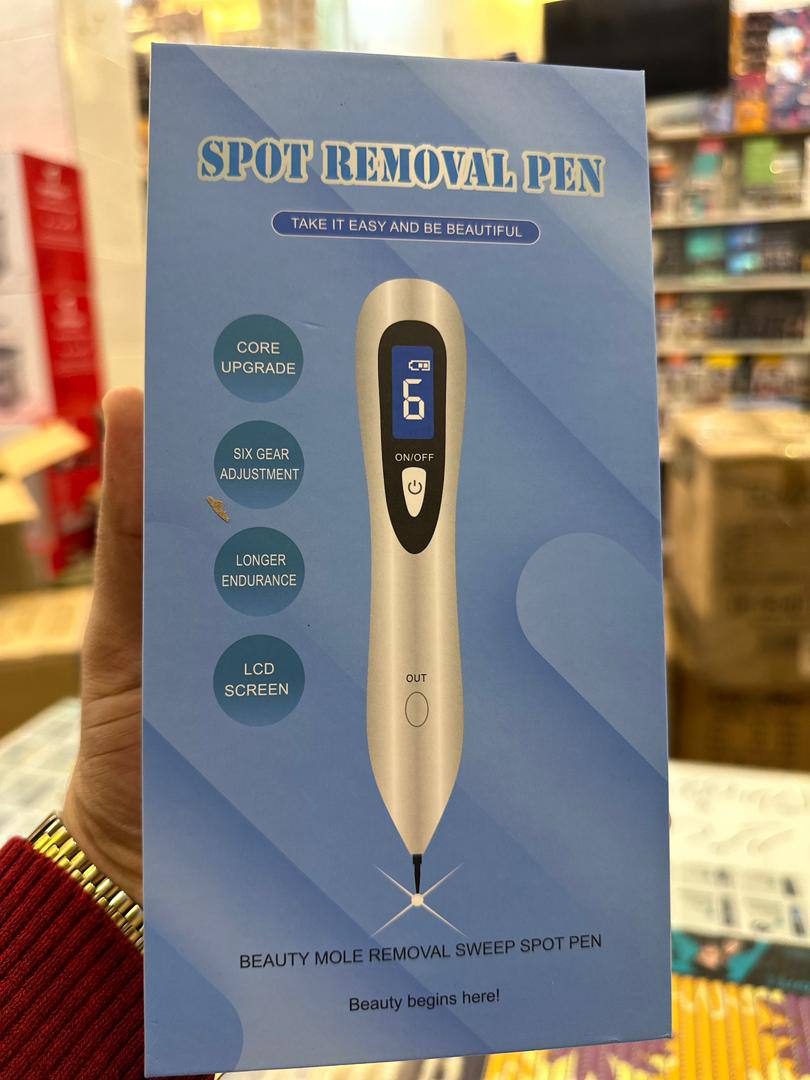 SPOT REMOVAL PEN
TAKE IT EASY AND BE BEAUTIFUL
CORE
UPGRADE
SIX GEAR
ADJUSTMENT
LONGER
ENDURANCE
LCD
SCREEN
6
ON/OFF
OUT
BEAUTY MOLE REMOVAL SWEEP SPOT PEN
Beauty begins here!